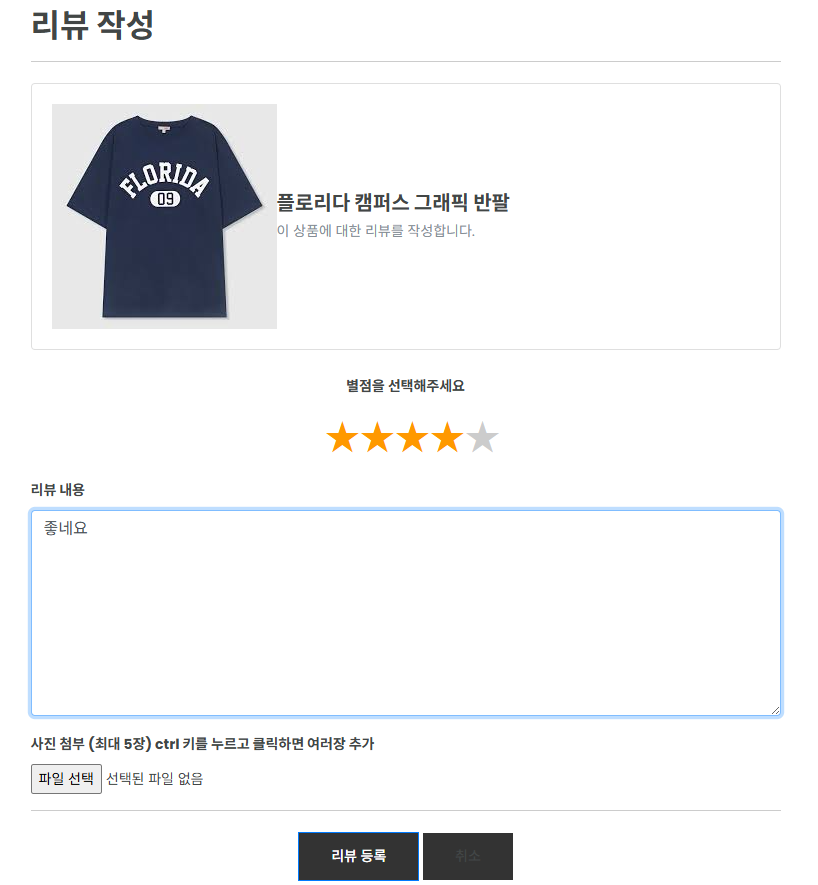 리뷰 작성
FLORIDA
09
플로리다 캠퍼스 그래픽 반팔
이 상품에 대한 리뷰를 작성합니다.
별점을 선택해주세요
리뷰 내용
좋네요
사진 첨부 (최대 5장) ctrl 키를 누르고 클릭하면 여러장 추가
파일 선택 선택된 파일 없음
리뷰 등록 취소